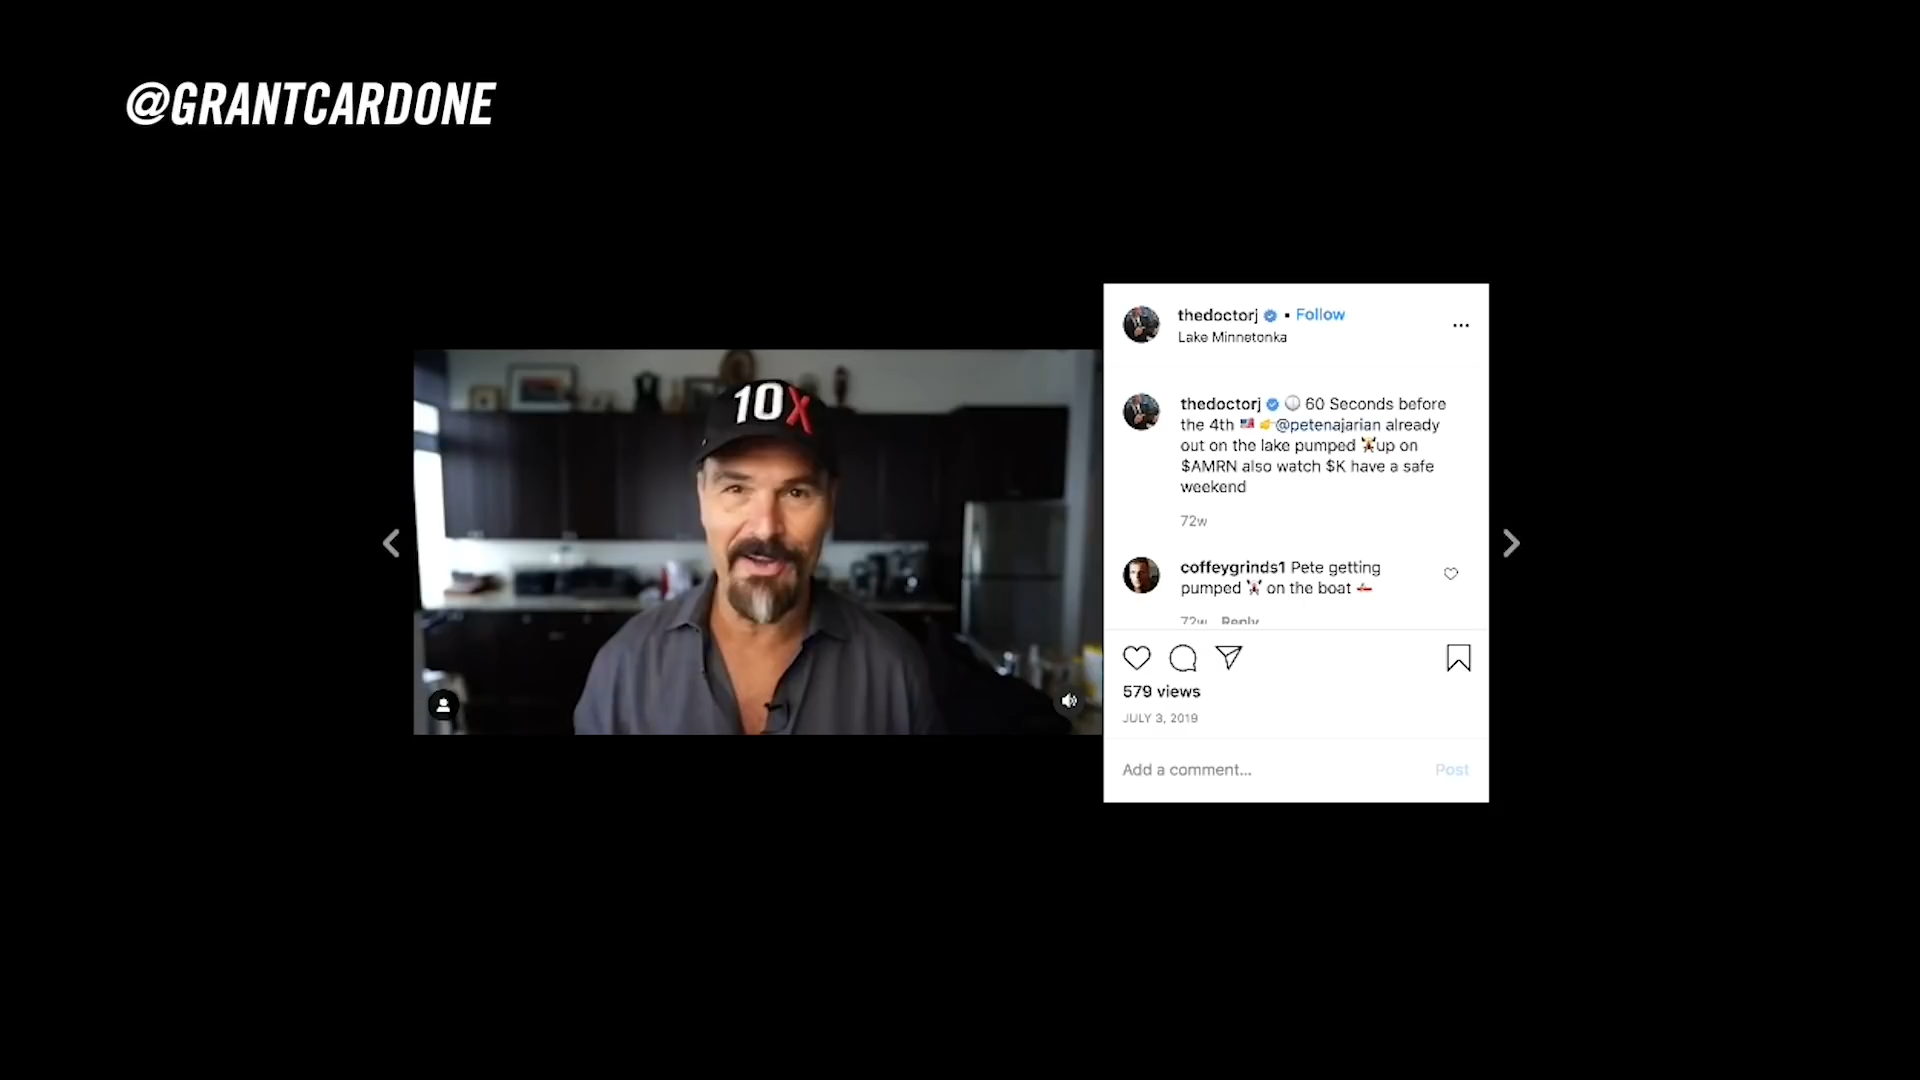 @GRANTCARDONE
10X
thedoctorj • Follow
Lake Minnetonka
...
thedoctorj 60 Seconds before
the 4th 🇺🇸 👉@petenajarian already
out on the lake pumped up on
$AMRN also watch $K have a safe
weekend
72w
coffeygrinds1 Pete getting
pumped on the boat
72w Reply
579 views
JULY 3, 2019
Add a comment...
Post